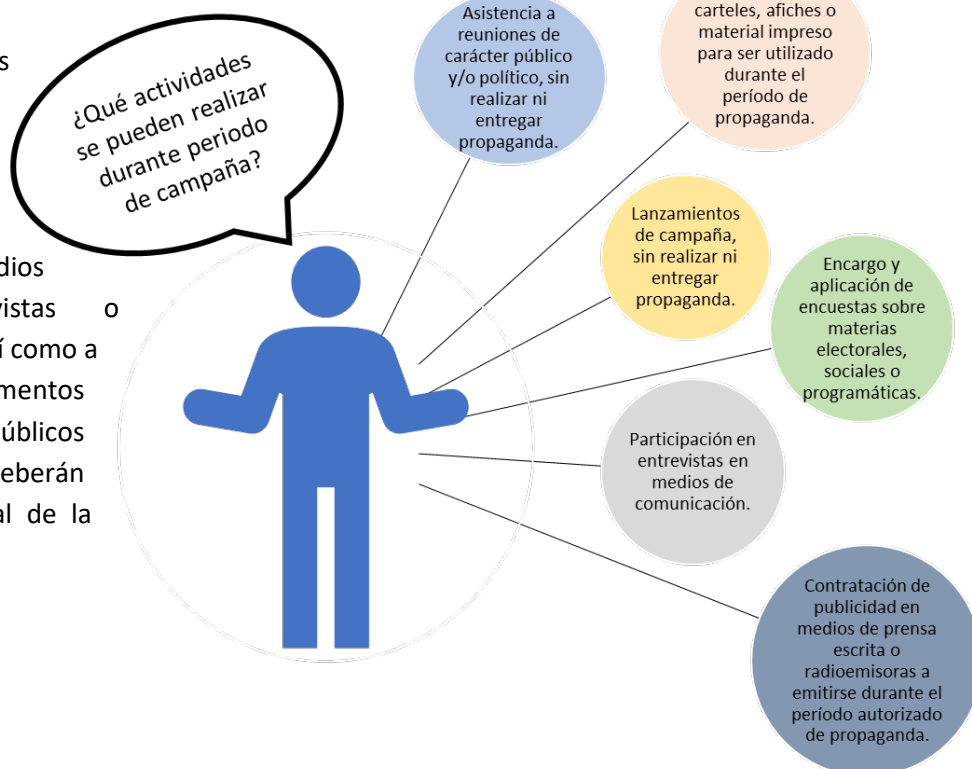 ¿Qué actividades
se pueden realizar
durante periodo
de campaña?
Asistencia a
reuniones de
carácter público
y/o político, sin
realizar ni
entregar
propaganda.
carteles, afiches o
material impreso
para ser utilizado
durante el
período de
propaganda.
Lanzamientos
de campaña,
sin realizar ni
entregar
propaganda.
Encargo y
aplicación de
encuestas sobre
materias
electorales,
sociales o
programáticas.
Participación en
entrevistas en
medios de
comunicación.
Contratación de
publicidad en
medios de prensa
escrita o
radioemisoras a
emitirse durante el
período autorizado
de propaganda.
s
dios
vistas o
í como a
mentos
úblicos
eberán
al de la